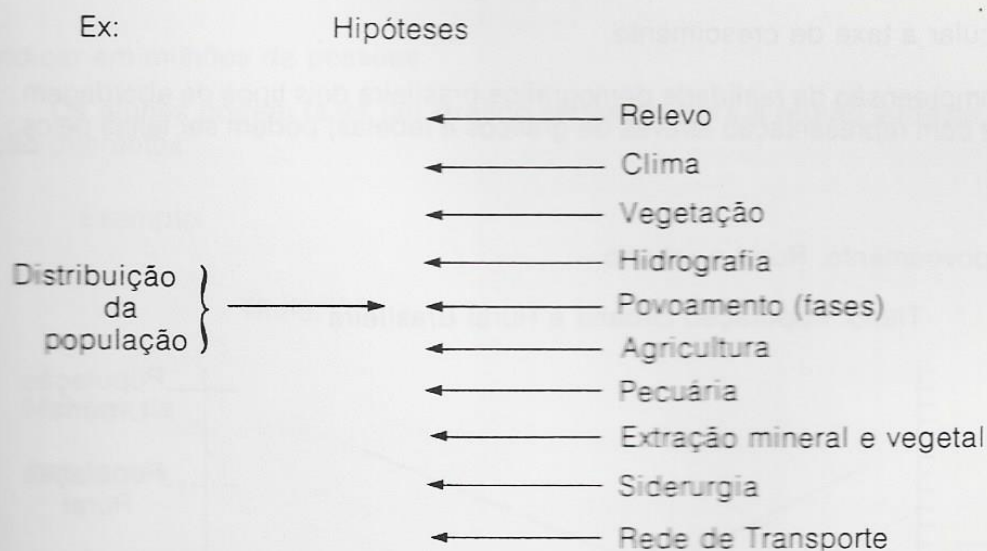 Ex: Hipóteses
Relevo
Clima
Vegetação
Hidrografia
Distribuição
da
população
Povoamento (fases)
Agricultura
Pecuária
Extração mineral e vegetal
Siderurgia
Rede de Transporte